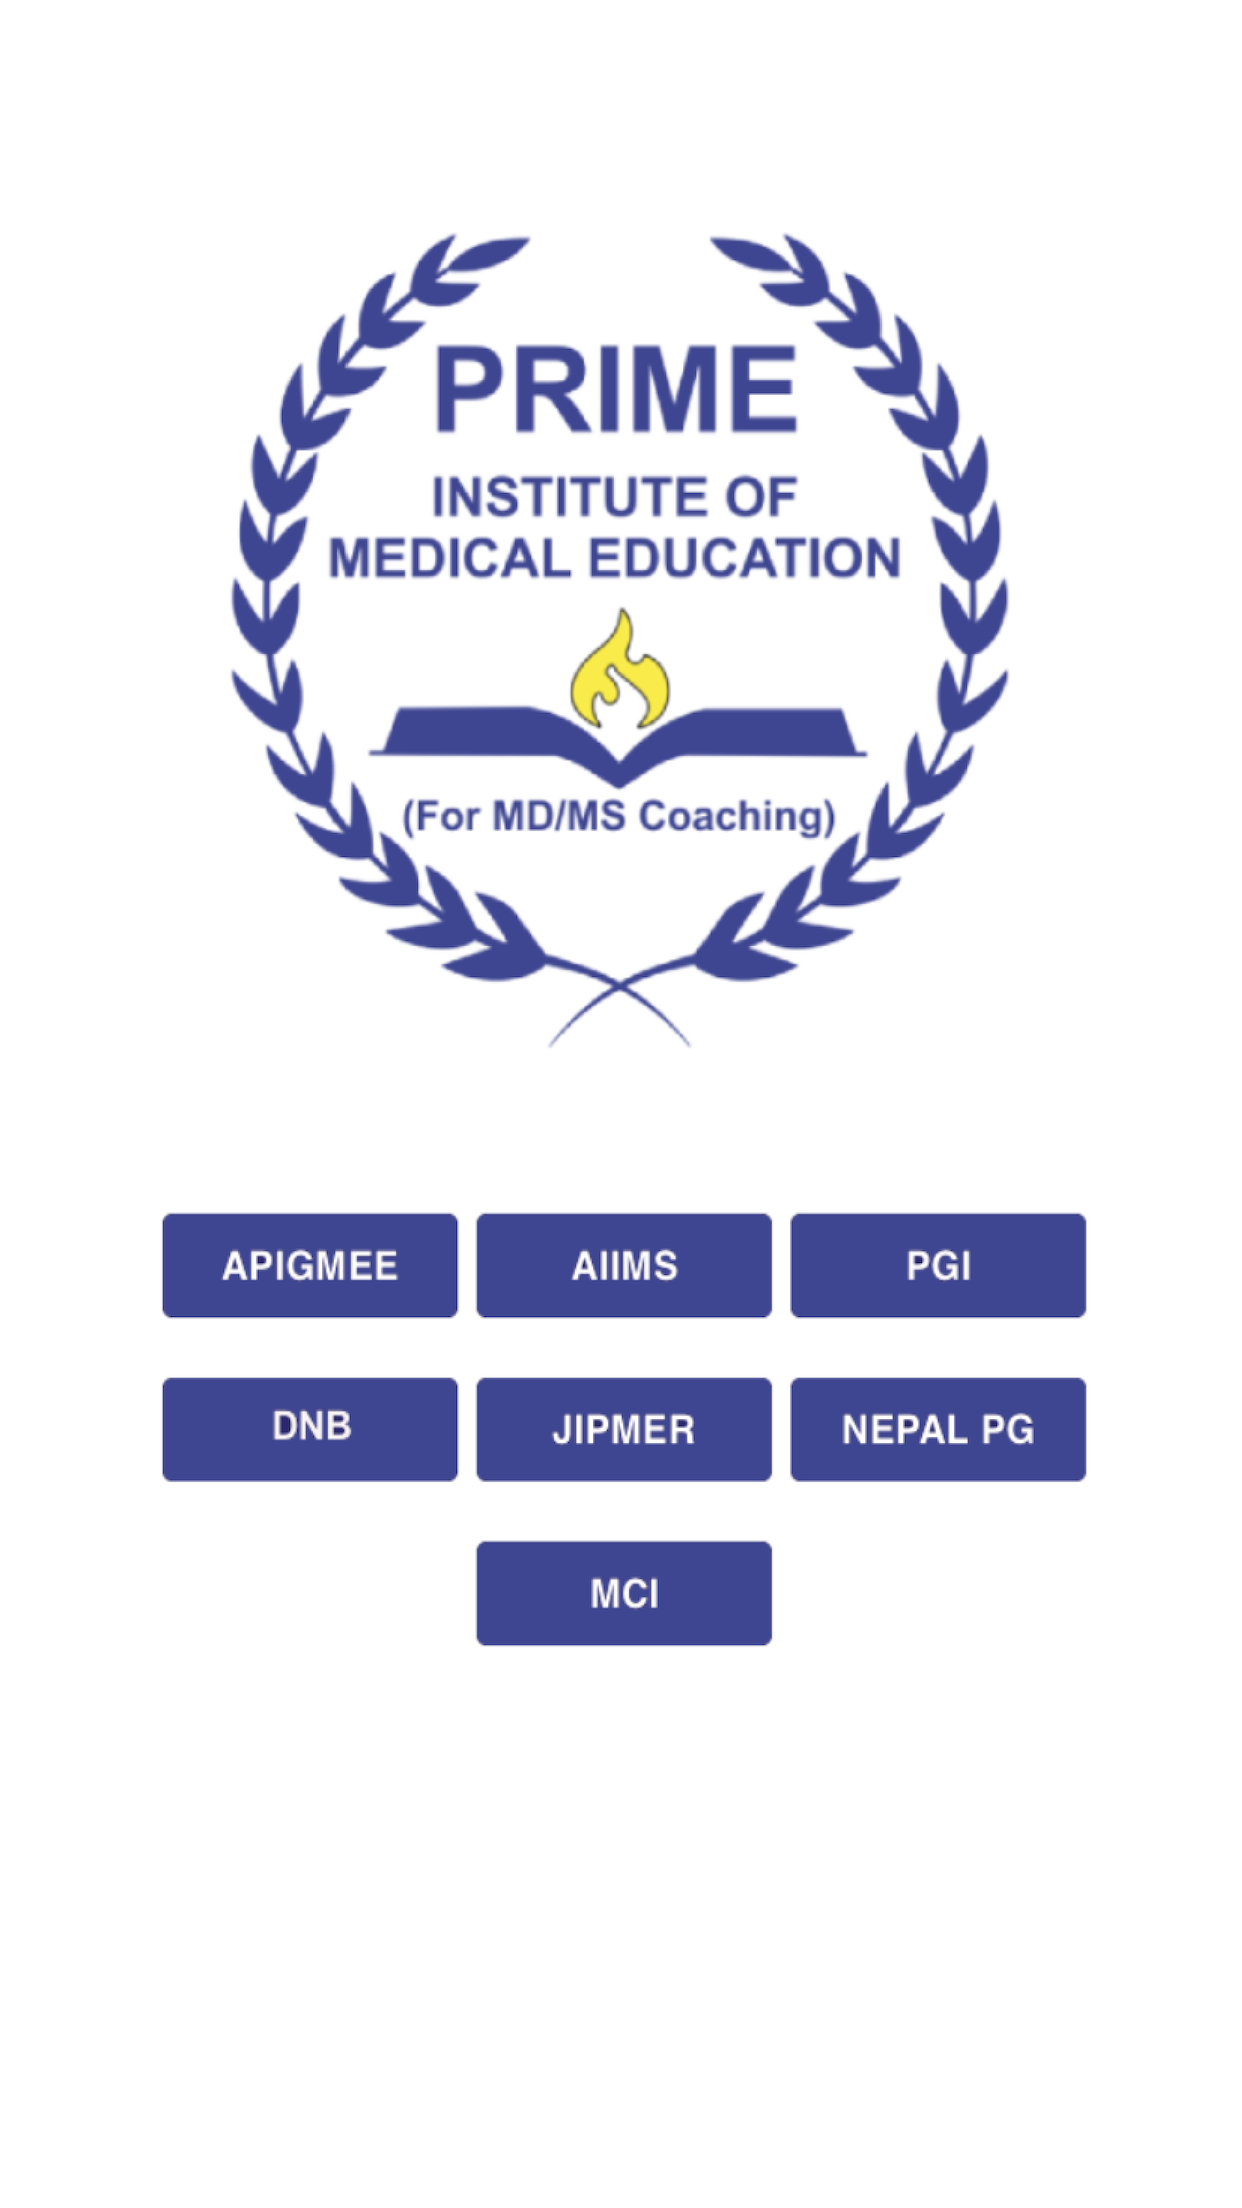 PRIME
INSTITUTE OF
MEDICAL EDUCATION
(For MD/MS Coaching)
APIGMEE
AIIMS
PGI
DNB
JIPMER
NEPAL PG
MCI